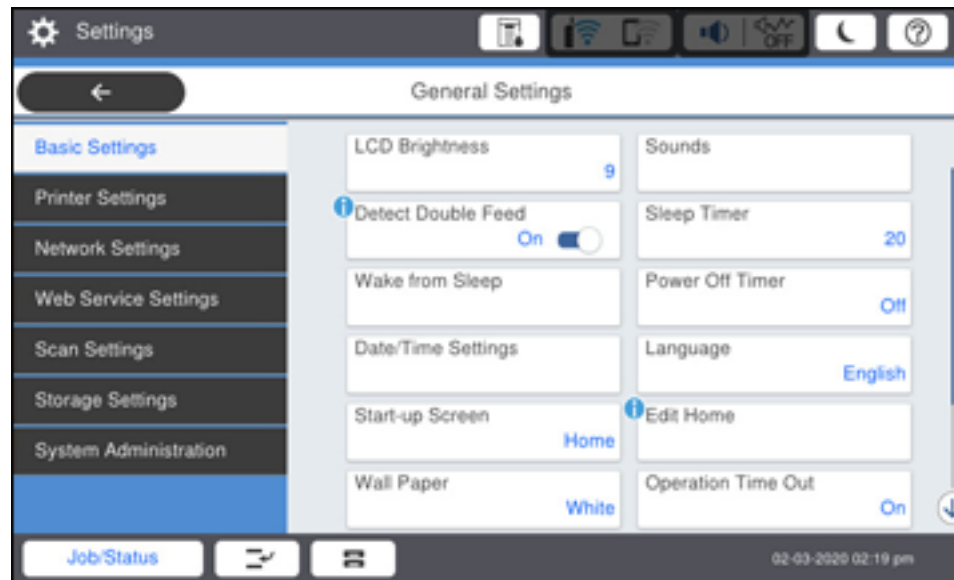 Settings
OFF
General Settings
Basic Settings
Printer Settings
Network Settings
Web Service Settings
Scan Settings
Storage Settings
System Administration
LCD Brightness
9
Sounds
Detect Double Feed
On
Sleep Timer
20
Wake from Sleep
Power Off Timer
Off
Date/Time Settings
Language
English
Start-up Screen
Home
Edit Home
Wall Paper
White
Operation Time Out
On
Job/Status
02-03-2020 02:19 pm